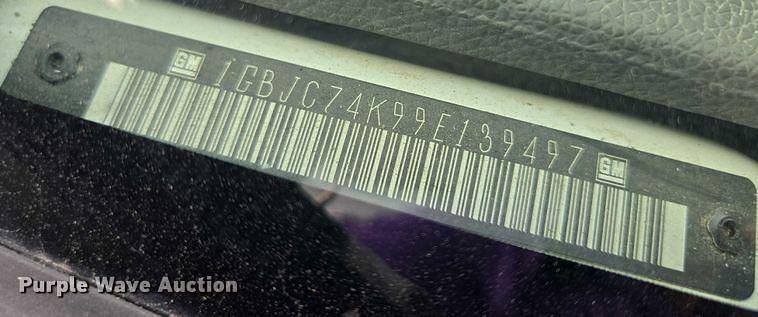 GM 1GBJC74K99E139497 GM
Purple Wave Auction